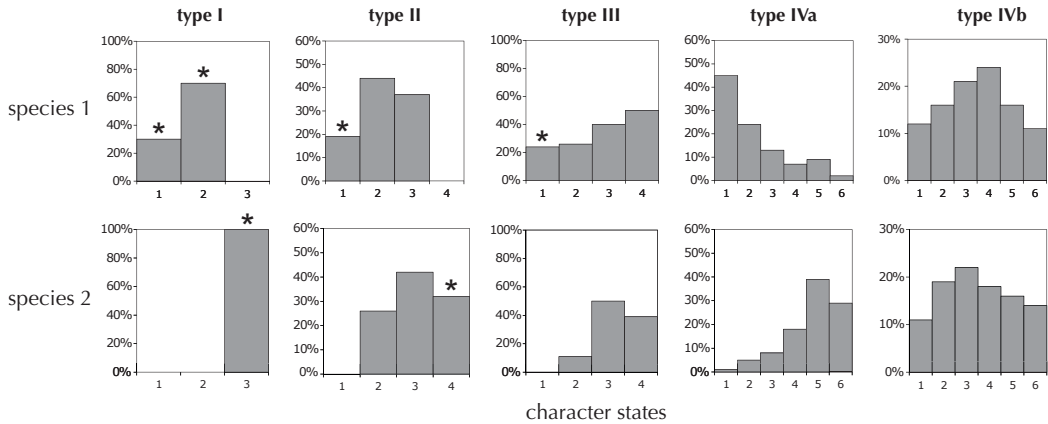 type I type II type III type IVa type IVb
species 1
100% 80% 60% 40% 20% 0%
* *
1 2 3
60% 50% 40% 30% 20% 10% 0%
*
1 2 3 4
100% 80% 60% 40% 20% 0%
*
1 2 3 4
60% 50% 40% 30% 20% 10% 0%
1 2 3 4 5 6
30% 20% 10% 0%
1 2 3 4 5 6
species 2
100% 80% 60% 40% 20% 0%
*
1 2 3
60% 40% 30% 20% 10% 0%
*
1 2 3 4
100% 80% 60% 40% 20% 0%
1 2 3 4
60% 50% 40% 30% 20% 10% 0%
1 2 3 4 5 6
30% 20% 10% 0%
1 2 3 4 5 6
character states